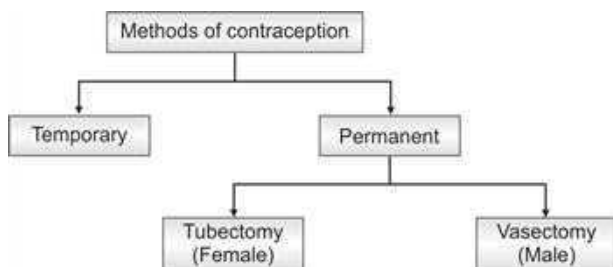 Methods of contraception
Temporary
Permanent
Tubectomy
(Female)
Vasectomy
(Male)